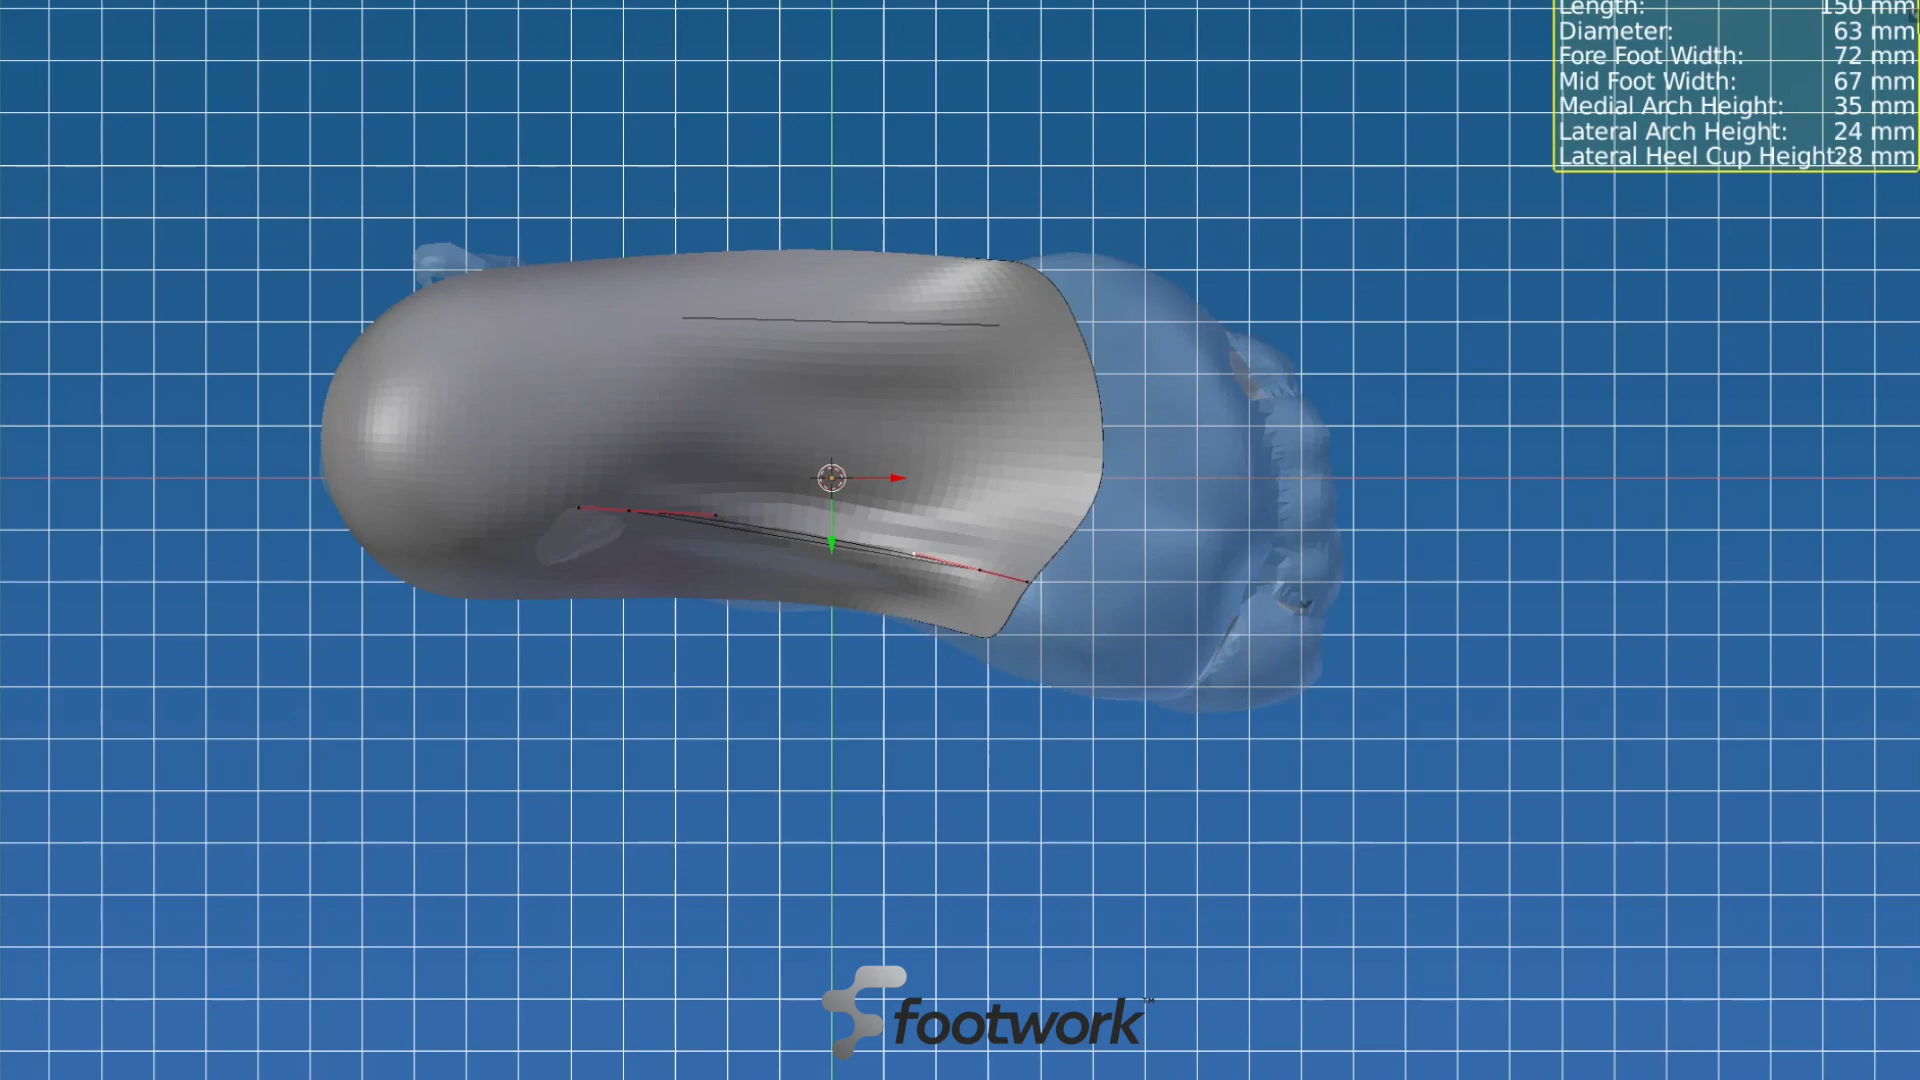 Length: 150 mm
Diameter: 63 mm
Fore Foot Width: 72 mm
Mid Foot Width: 67 mm
Medial Arch Height: 35 mm
Lateral Arch Height: 24 mm
Lateral Heel Cup Height: 28 mm
footwork™